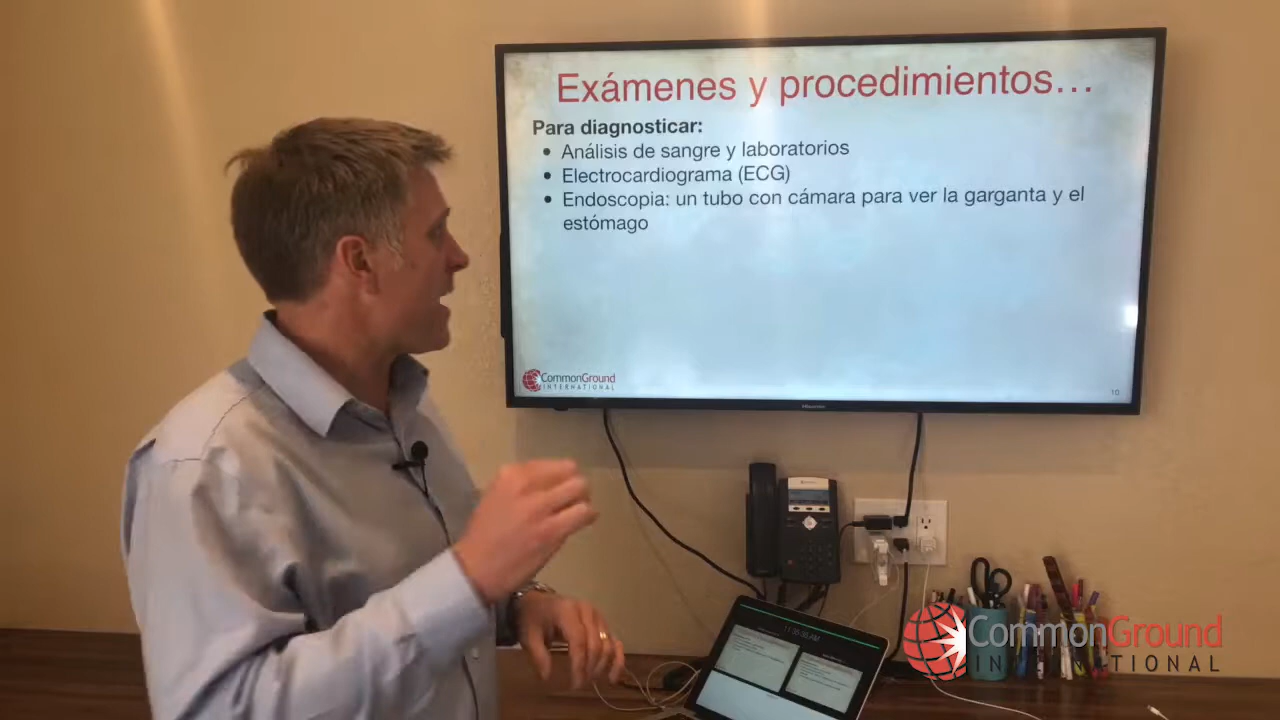 Exámenes y procedimientos…
Para diagnosticar:
• Análisis de sangre y laboratorios
• Electrocardiograma (ECG)
• Endoscopia: un tubo con cámara para ver la garganta y el
estómago
CommonGround
INTERNATIONAL
10
Hisense
CommonGround
INTERNATIONAL